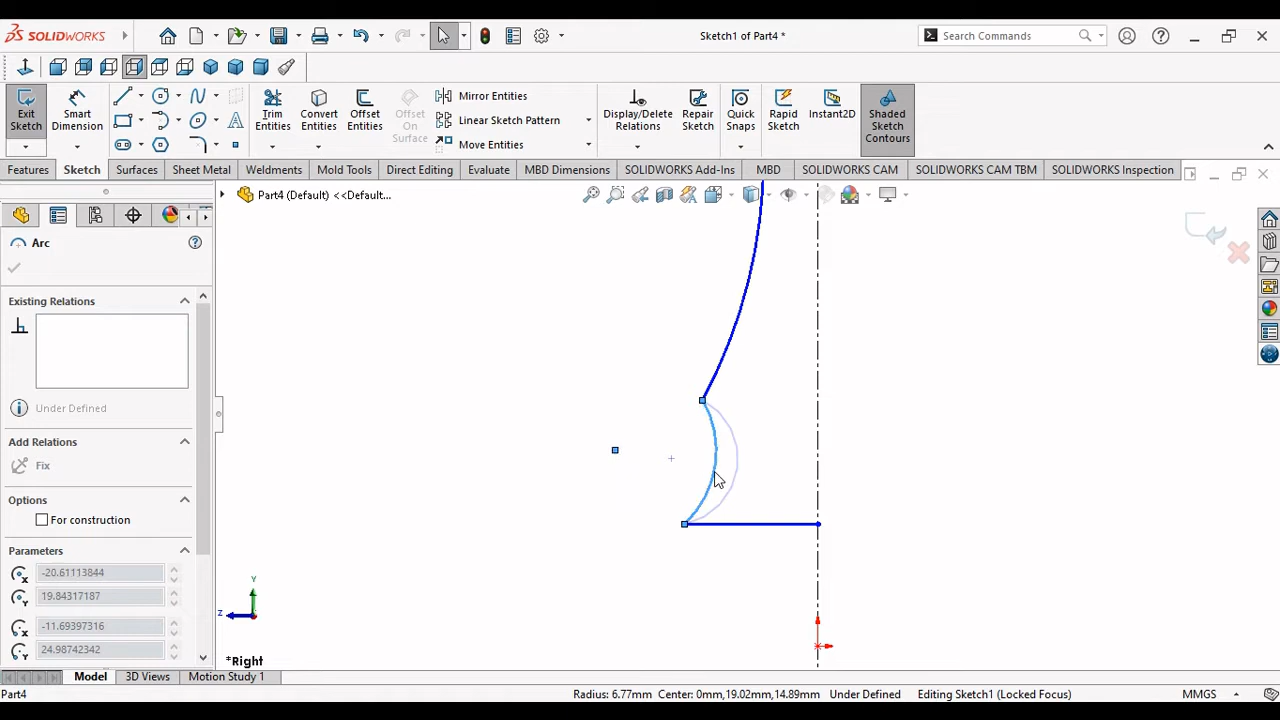 SOLIDWORKS
Sketch1 of Part4 *
Search Commands
Exit Sketch
Smart Dimension
Trim Entities
Convert Entities
Offset Entities
Offset On Surface
Mirror Entities
Linear Sketch Pattern
Move Entities
Display/Delete Relations
Repair Sketch
Quick Snaps
Rapid Sketch
Instant2D
Shaded Sketch Contours
Features Sketch Surfaces Sheet Metal Weldments Mold Tools Direct Editing Evaluate MBD Dimensions SOLIDWORKS Add-Ins MBD SOLIDWORKS CAM SOLIDWORKS CAM TBM SOLIDWORKS Inspection
Part4 (Default) <<Default...
Arc
Existing Relations
Under Defined
Add Relations
Fix
Options
For construction
Parameters
-20.61113844
19.84317187
-11.69397316
24.98742342
Y
Z
*Right
Model 3D Views Motion Study 1
Part4
Radius: 6.77mm Center: 0mm,19.02mm,14.89mm Under Defined Editing Sketch1 (Locked Focus) MMGS